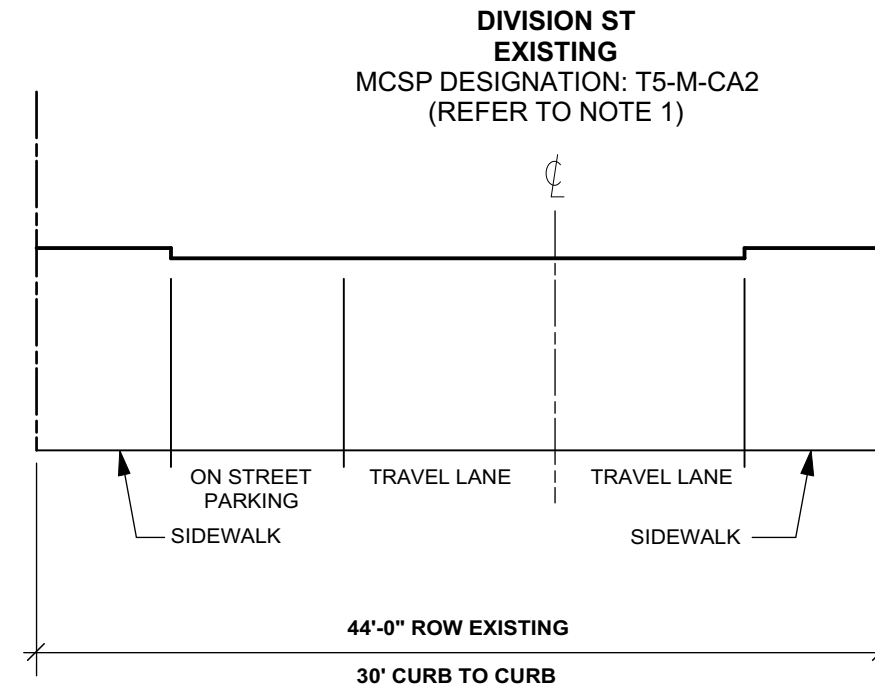 DIVISION ST
EXISTING
MCSP DESIGNATION: T5-M-CA2
(REFER TO NOTE 1)
℄
ON STREET
PARKING
TRAVEL LANE
TRAVEL LANE
SIDEWALK
SIDEWALK
44'-0" ROW EXISTING
30' CURB TO CURB